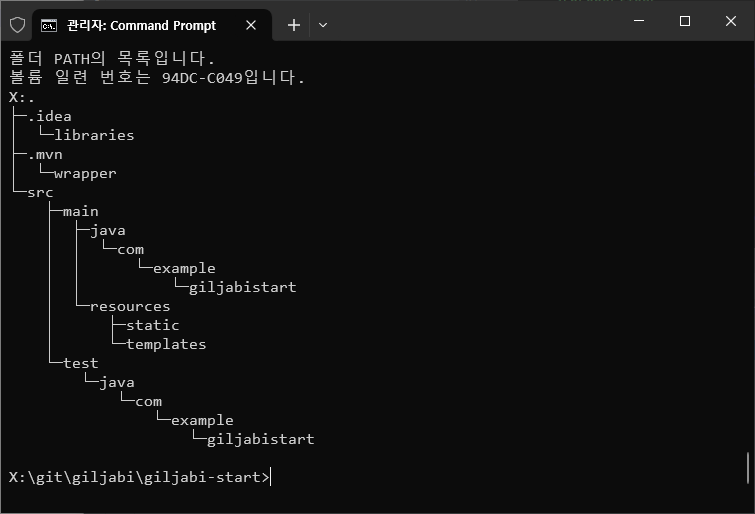 관리자: Command Prompt
폴더 PATH의 목록입니다.
볼륨 일련 번호는 94DC-C049입니다.
X:.
├─.idea
│  └─libraries
├─.mvn
│  └─wrapper
└─src
    ├─main
    │  ├─java
    │  │  └─com
    │  │      └─example
    │  │          └─giljabistart
    │  └─resources
    │      ├─static
    │      └─templates
    └─test
        └─java
            └─com
                └─example
                    └─giljabistart
X:\git\giljabi\giljabi-start>